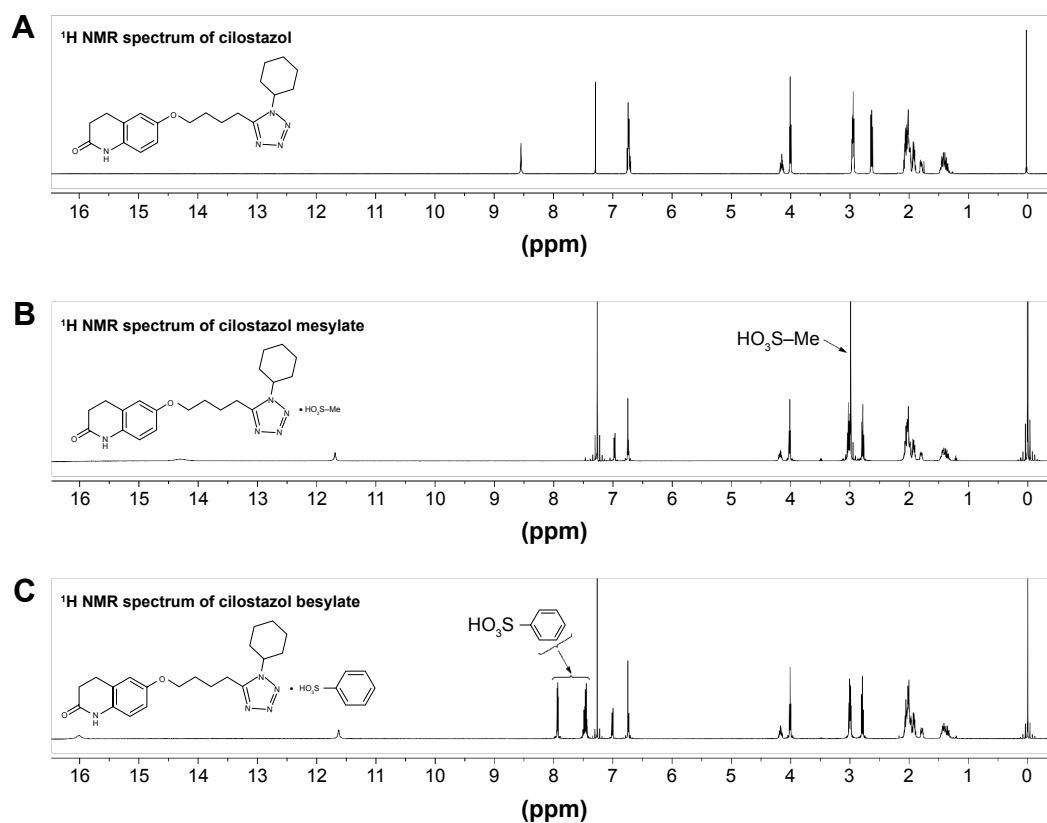 A
¹H NMR spectrum of cilostazol
O
N
H
O
N
N
N
N
16 15 14 13 12 11 10 9 8 7 6 5 4 3 2 1 0
(ppm)
B
¹H NMR spectrum of cilostazol mesylate
HO₃S–Me
O
N
H
O
N
N
N
N
• HO₃S–Me
16 15 14 13 12 11 10 9 8 7 6 5 4 3 2 1 0
(ppm)
C
¹H NMR spectrum of cilostazol besylate
HO₃S
O
N
H
O
N
N
N
N
• HO₃S
16 15 14 13 12 11 10 9 8 7 6 5 4 3 2 1 0
(ppm)